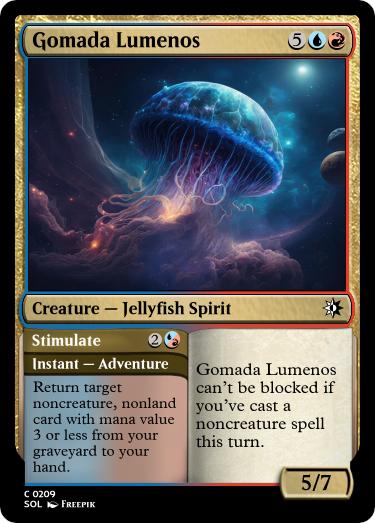 Gomada Lumenos 5
Creature — Jellyfish Spirit
Stimulate 2
Instant — Adventure
Return target
noncreature, nonland
card with mana value
3 or less from your
graveyard to your
hand.
Gomada Lumenos
can't be blocked if
you've cast a
noncreature spell
this turn.
5/7
C 0209
SOL Freepik